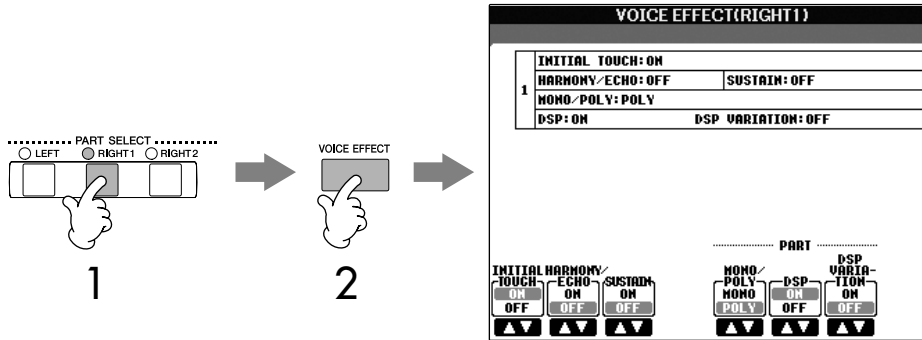 PART SELECT
LEFT RIGHT1 RIGHT2
1
VOICE EFFECT
2
VOICE EFFECT(RIGHT1)
1
INITIAL TOUCH:ON
HARMONY/ECHO:OFF SUSTAIN:OFF
MONO/POLY:POLY
DSP:ON DSP VARIATION:OFF
PART
INITIAL TOUCH
ON
OFF
HARMONY/ECHO
ON
OFF
SUSTAIN
ON
OFF
MONO/POLY
MONO
POLY
DSP
ON
OFF
DSP VARIA-TION
ON
OFF